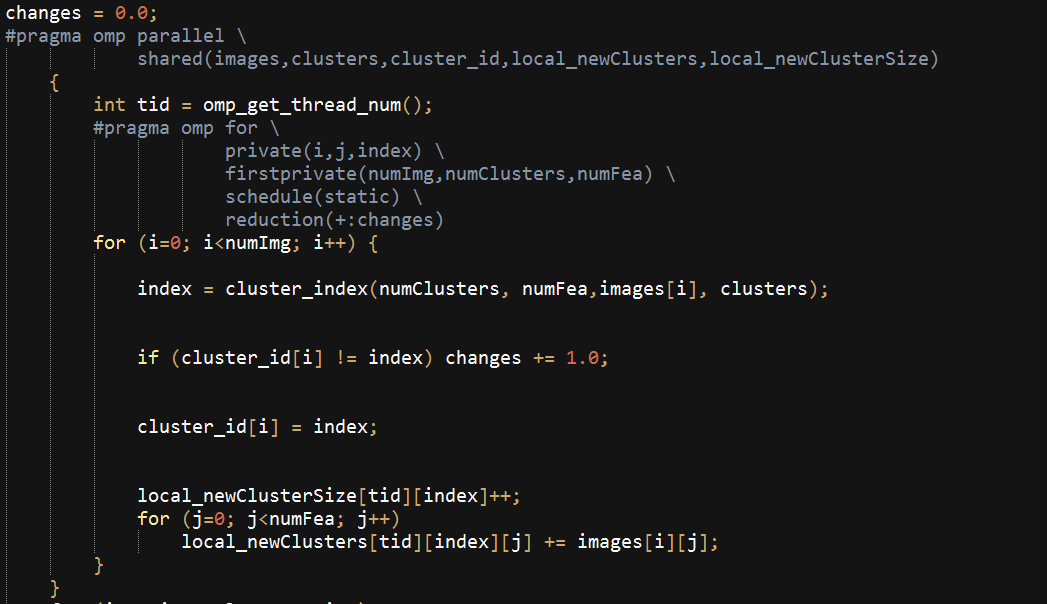 changes = 0.0;
#pragma omp parallel \
shared(images,clusters,cluster_id,local_newClusters,local_newClusterSize)
{
int tid = omp_get_thread_num();
#pragma omp for \
private(i,j,index) \
firstprivate(numImg,numClusters,numFea) \
schedule(static) \
reduction(+:changes)
for (i=0; i<numImg; i++) {
index = cluster_index(numClusters, numFea,images[i], clusters);
if (cluster_id[i] != index) changes += 1.0;
cluster_id[i] = index;
local_newClusterSize[tid][index]++;
for (j=0; j<numFea; j++)
local_newClusters[tid][index][j] += images[i][j];
}
}